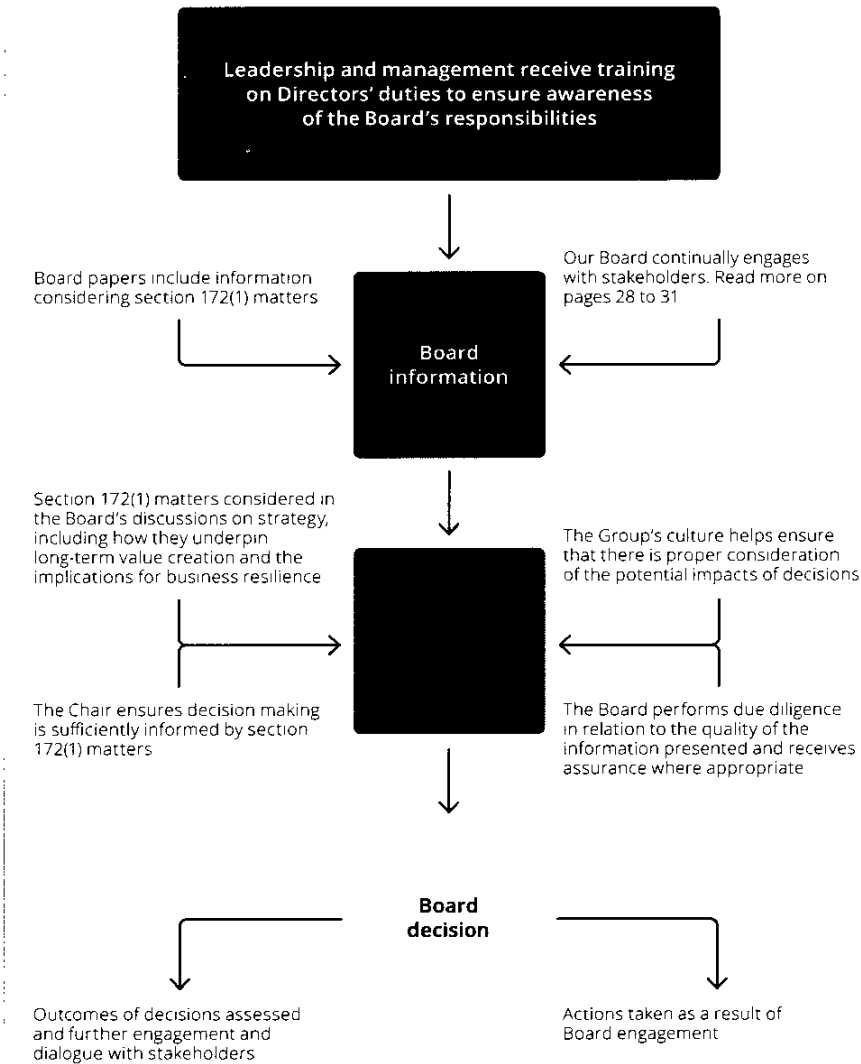 Leadership and management receive training
on Directors' duties to ensure awareness
of the Board's responsibilities
Board papers include information
considering section 172(1) matters
Our Board continually engages
with stakeholders. Read more on
pages 28 to 31
Board
information
Section 172(1) matters considered in
the Board's discussions on strategy,
including how they underpin
long-term value creation and the
implications for business resilience
The Group's culture helps ensure
that there is proper consideration
of the potential impacts of decisions
The Chair ensures decision making
is sufficiently informed by section
172(1) matters
The Board performs due diligence
in relation to the quality of the
information presented and receives
assurance where appropriate
Board
decision
Outcomes of decisions assessed
and further engagement and
dialogue with stakeholders
Actions taken as a result of
Board engagement